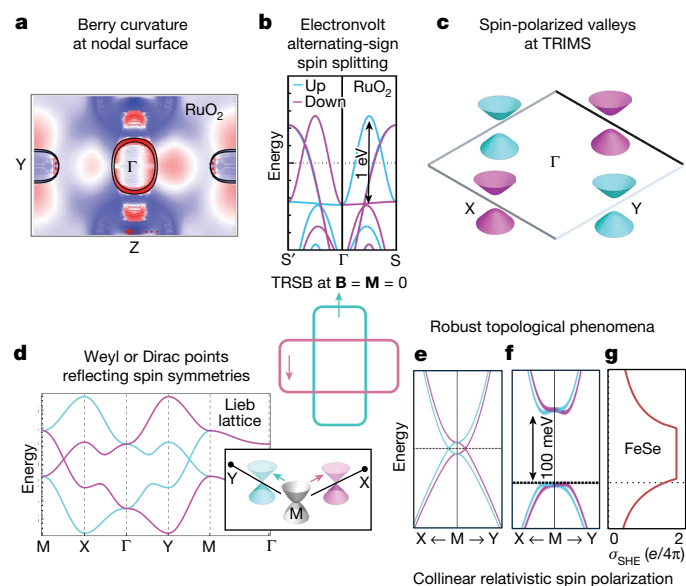 a
Berry curvature
at nodal surface
RuO2
Y
Γ
Z
b
Electronvolt
alternating-sign
spin splitting
Up
Down
RuO2
Energy
1 eV
S′
Γ
S
TRSB at B = M = 0
c
Spin-polarized valleys
at TRIMS
Γ
X
Y
d
Weyl or Dirac points
reflecting spin symmetries
Lieb
lattice
Energy
Y
X
M
M
X
Γ
Y
M
Γ
Robust topological phenomena
e
f
g
Energy
100 meV
FeSe
X ← M → Y
X ← M → Y
0
2
σSHE (e/4π)
Collinear relativistic spin polarization